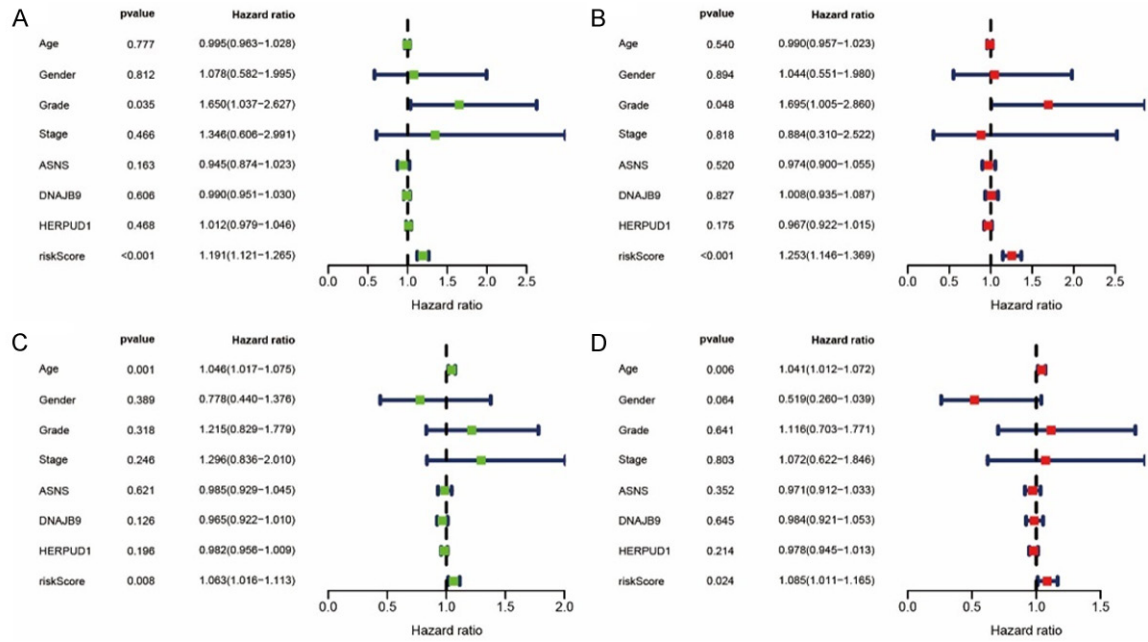 A
pvalue Hazard ratio
Age 0.777 0.995(0.963−1.028)
Gender 0.812 1.078(0.582−1.995)
Grade 0.035 1.650(1.037−2.627)
Stage 0.466 1.346(0.606−2.991)
ASNS 0.163 0.945(0.874−1.023)
DNAJB9 0.606 0.990(0.951−1.030)
HERPUD1 0.468 1.012(0.979−1.046)
riskScore <0.001 1.191(1.121−1.265)
0.0 0.5 1.0 1.5 2.0 2.5
Hazard ratio
B
pvalue Hazard ratio
Age 0.540 0.990(0.957−1.023)
Gender 0.894 1.044(0.551−1.980)
Grade 0.048 1.695(1.005−2.860)
Stage 0.818 0.884(0.310−2.522)
ASNS 0.520 0.974(0.900−1.055)
DNAJB9 0.827 1.008(0.935−1.087)
HERPUD1 0.175 0.967(0.922−1.015)
riskScore <0.001 1.253(1.146−1.369)
0.0 0.5 1.0 1.5 2.0 2.5
Hazard ratio
C
pvalue Hazard ratio
Age 0.001 1.046(1.017−1.075)
Gender 0.389 0.778(0.440−1.376)
Grade 0.318 1.215(0.829−1.779)
Stage 0.246 1.296(0.836−2.010)
ASNS 0.621 0.985(0.929−1.045)
DNAJB9 0.126 0.965(0.922−1.010)
HERPUD1 0.196 0.982(0.956−1.009)
riskScore 0.008 1.063(1.016−1.113)
0.0 0.5 1.0 1.5 2.0
Hazard ratio
D
pvalue Hazard ratio
Age 0.006 1.041(1.012−1.072)
Gender 0.064 0.519(0.260−1.039)
Grade 0.641 1.116(0.703−1.771)
Stage 0.803 1.072(0.622−1.846)
ASNS 0.352 0.971(0.912−1.033)
DNAJB9 0.645 0.984(0.921−1.053)
HERPUD1 0.214 0.978(0.945−1.013)
riskScore 0.024 1.085(1.011−1.165)
0.0 0.5 1.0 1.5
Hazard ratio